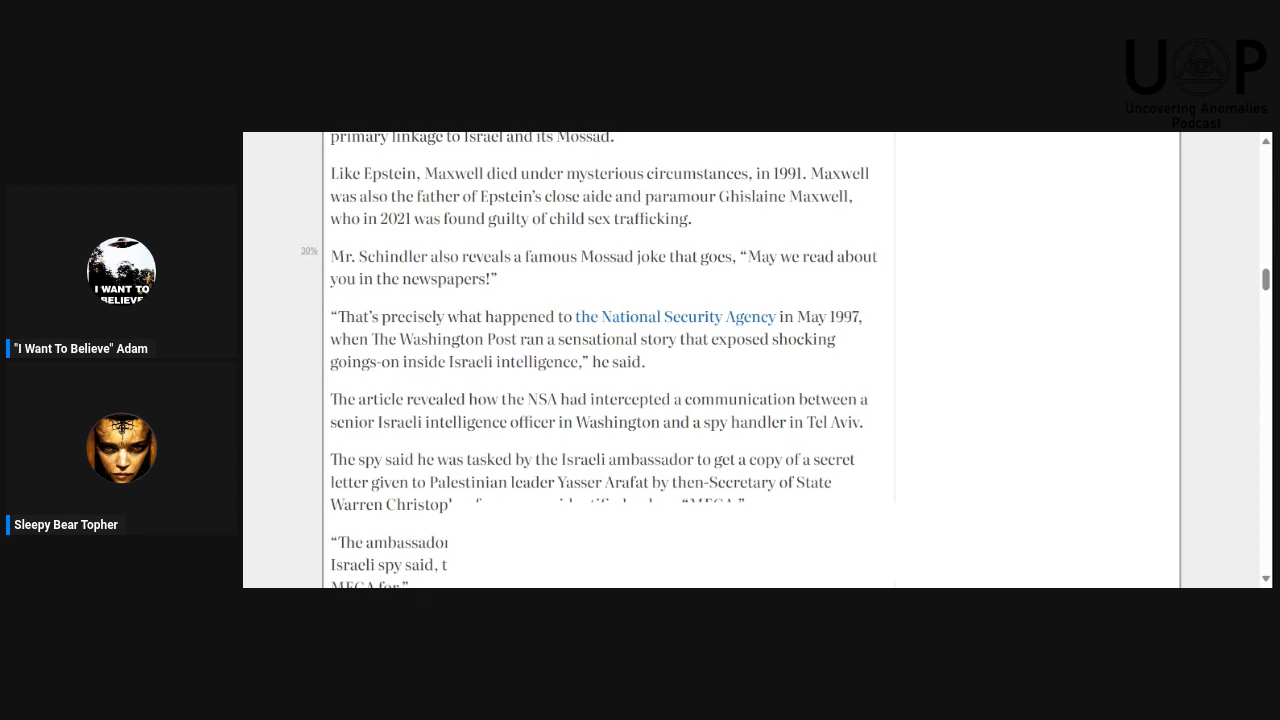 UAP
Uncovering Anomalies
Podcast
primary linkage to Israel and its Mossad.
Like Epstein, Maxwell died under mysterious circumstances, in 1991. Maxwell
was also the father of Epstein’s close aide and paramour Ghislaine Maxwell,
who in 2021 was found guilty of child sex trafficking.
30%
Mr. Schindler also reveals a famous Mossad joke that goes, “May we read about
you in the newspapers!”
“That’s precisely what happened to the National Security Agency in May 1997,
when The Washington Post ran a sensational story that exposed shocking
goings-on inside Israeli intelligence,” he said.
The article revealed how the NSA had intercepted a communication between a
senior Israeli intelligence officer in Washington and a spy handler in Tel Aviv.
The spy said he was tasked by the Israeli ambassador to get a copy of a secret
letter given to Palestinian leader Yasser Arafat by then-Secretary of State
Warren Christop “MEGA.”
“The ambassador
Israeli spy said, t
MEGA for.”
I WANT TO
BELIEVE
"I Want To Believe" Adam
Sleepy Bear Topher